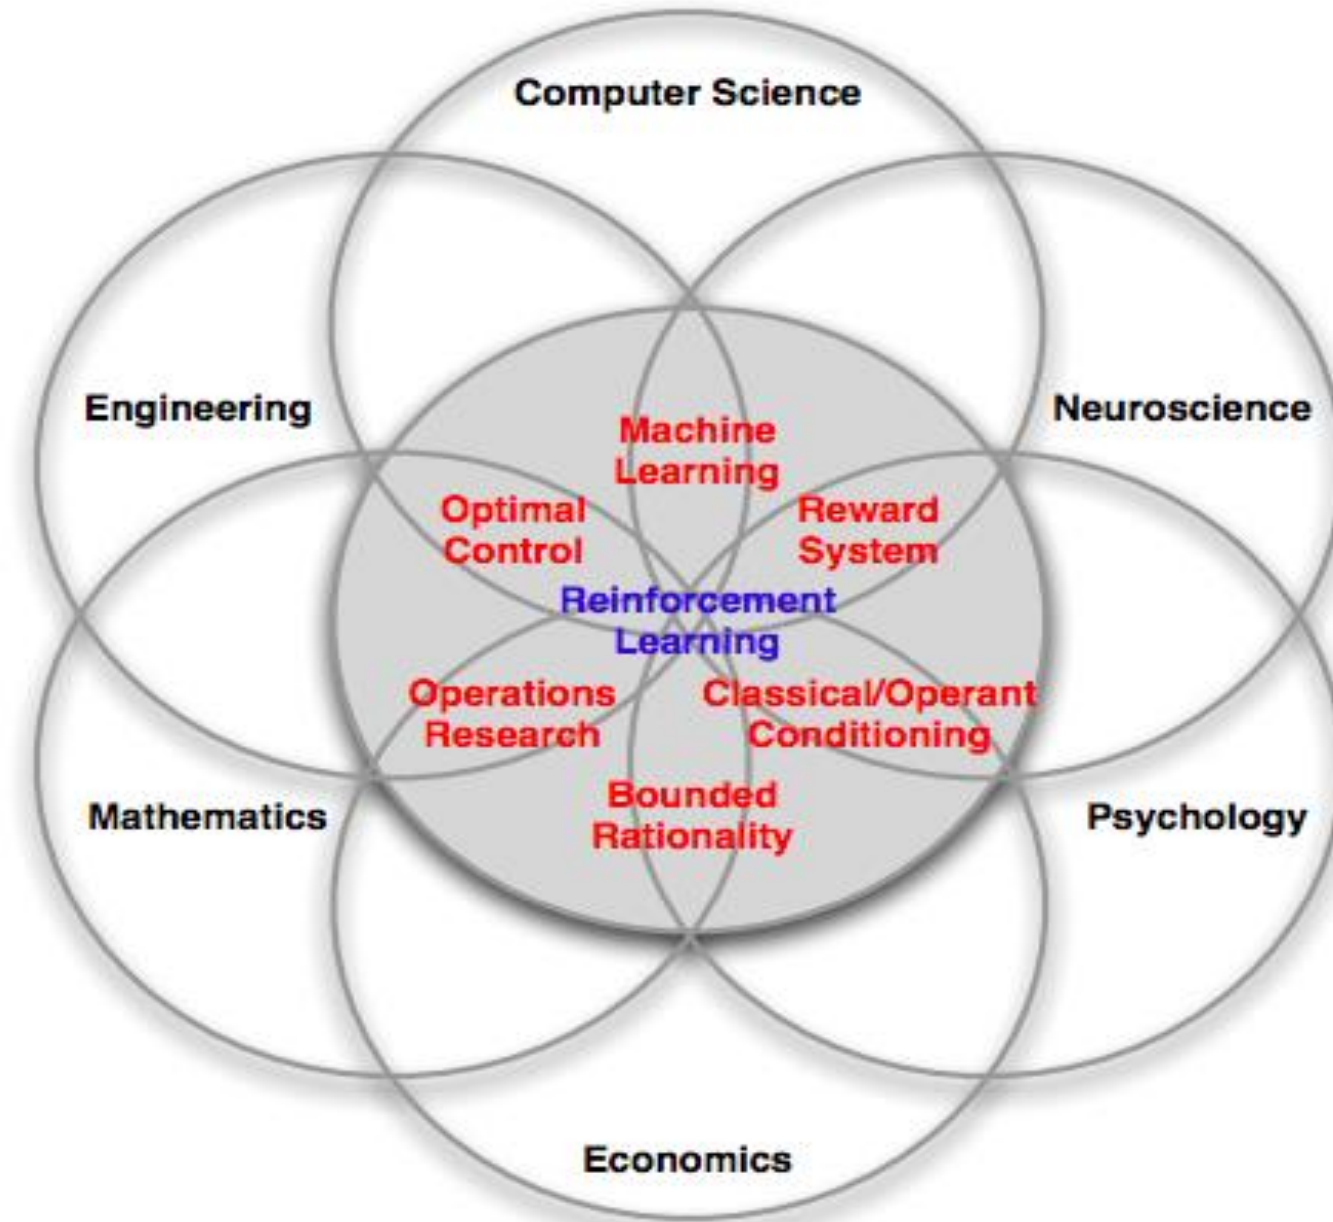 Computer Science
Engineering
Neuroscience
Machine
Learning
Optimal
Control
Reward
System
Reinforcement
Learning
Operations
Research
Classical/Operant
Conditioning
Bounded
Rationality
Mathematics
Psychology
Economics